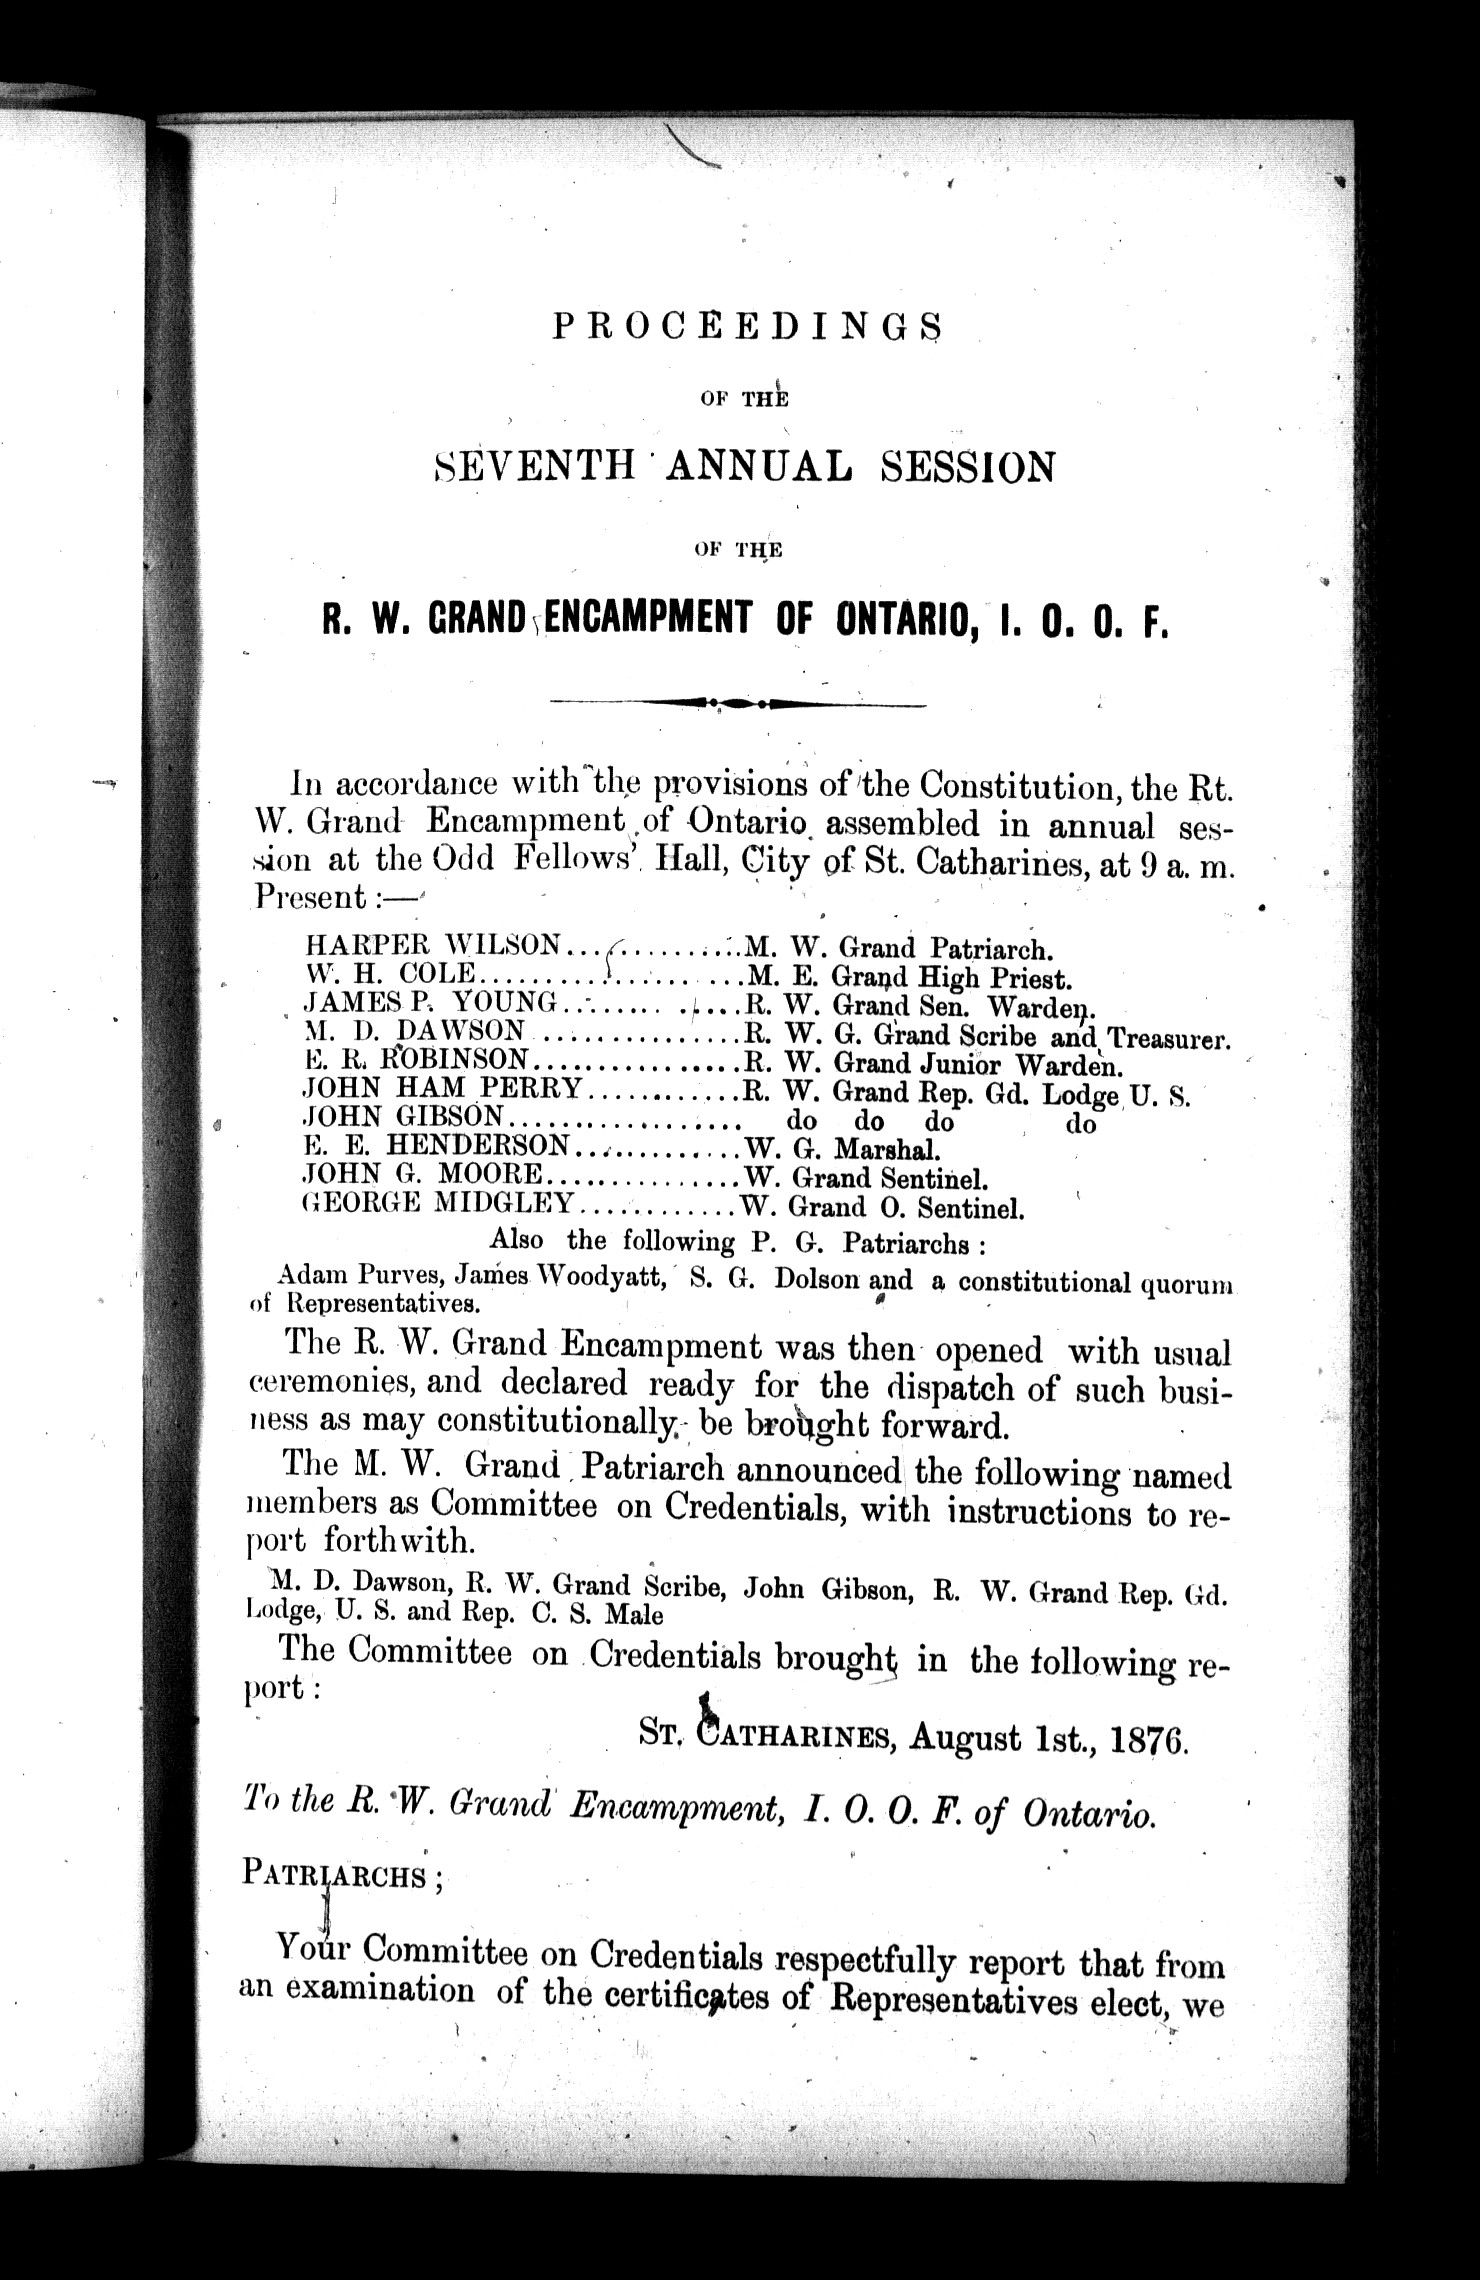 PROCEEDINGS
OF THE
SEVENTH ANNUAL SESSION
OF THE
R. W. GRAND ENCAMPMENT OF ONTARIO, I. O. O. F.
In accordance with the provisions of the Constitution, the Rt.
W. Grand Encampment of Ontario assembled in annual ses-
sion at the Odd Fellows' Hall, City of St. Catharines, at 9 a. m.
Present :—
HARPER WILSON...............M. W. Grand Patriarch.
W. H. COLE....................M. E. Grand High Priest.
JAMES P. YOUNG..............R. W. Grand Sen. Warden.
M. D. DAWSON ...............R. W. G. Grand Scribe and Treasurer.
E. R. ROBINSON................R. W. Grand Junior Warden.
JOHN HAM PERRY............R. W. Grand Rep. Gd. Lodge U. S.
JOHN GIBSON.................. do do do do
E. E. HENDERSON.............W. G. Marshal.
JOHN G. MOORE...............W. Grand Sentinel.
GEORGE MIDGLEY............W. Grand O. Sentinel.
Also the following P. G. Patriarchs :
Adam Purves, James Woodyatt, S. G. Dolson and a constitutional quorum
of Representatives.
The R. W. Grand Encampment was then opened with usual
ceremonies, and declared ready for the dispatch of such busi-
ness as may constitutionally be brought forward.
The M. W. Grand Patriarch announced the following named
members as Committee on Credentials, with instructions to re-
port forthwith.
M. D. Dawson, R. W. Grand Scribe, John Gibson, R. W. Grand Rep. Gd.
Lodge, U. S. and Rep. C. S. Male
The Committee on Credentials brought in the following re-
port :
ST. CATHARINES, August 1st., 1876.
To the R. W. Grand Encampment, I. O. O. F. of Ontario.
PATRIARCHS ;
Your Committee on Credentials respectfully report that from
an examination of the certificates of Representatives elect, we